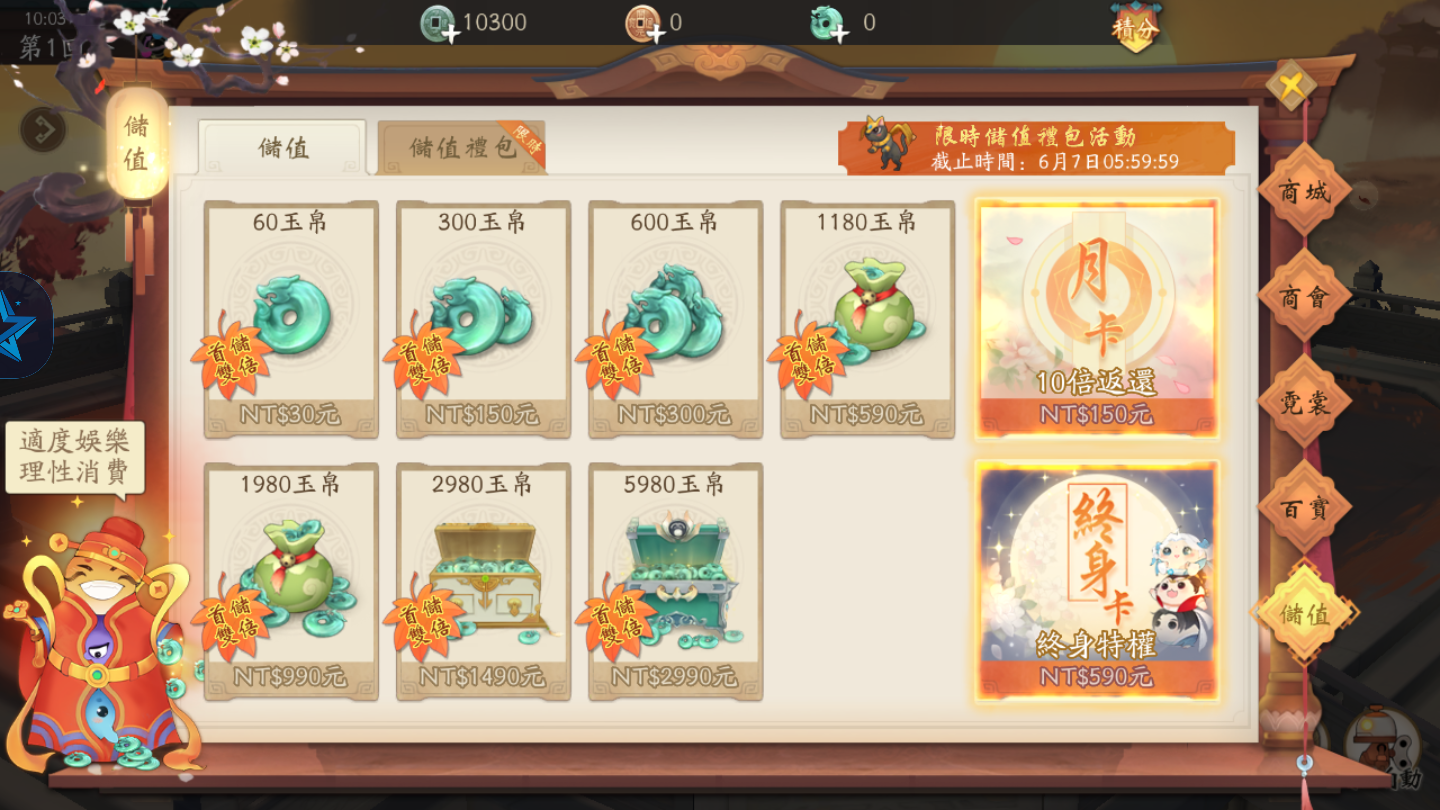 10:03
第1回
10300
0
0
積分
儲值
儲值
儲值禮包
限時
限時儲值禮包活動
截止時間：6月7日05:59:59
60玉帛
首儲雙倍
NT$30元
300玉帛
首儲雙倍
NT$150元
600玉帛
首儲雙倍
NT$300元
1180玉帛
首儲雙倍
NT$590元
月卡
10倍返還
NT$150元
1980玉帛
首儲雙倍
NT$990元
2980玉帛
首儲雙倍
NT$1490元
5980玉帛
首儲雙倍
NT$2990元
終身卡
終身特權
NT$590元
商城
商會
霓裳
百寶
儲值
適度娛樂
理性消費